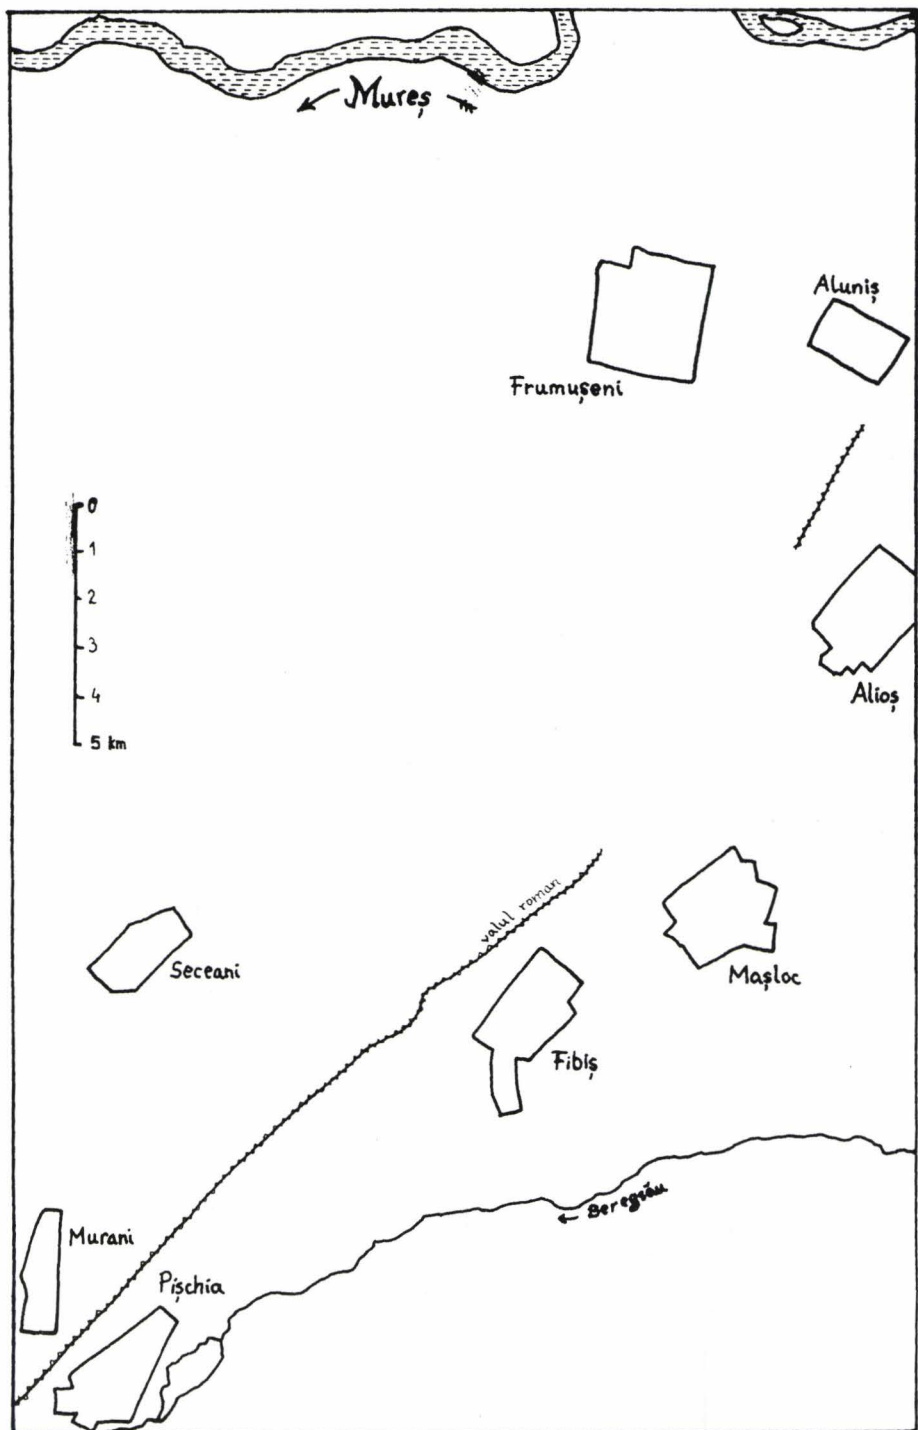 Mureș
Aluniș
Frumușeni
0
1
2
3
4
5 km
Alioș
valul roman
Seceani
Mașloc
Fibiș
Beregsău
Murani
Pișchia